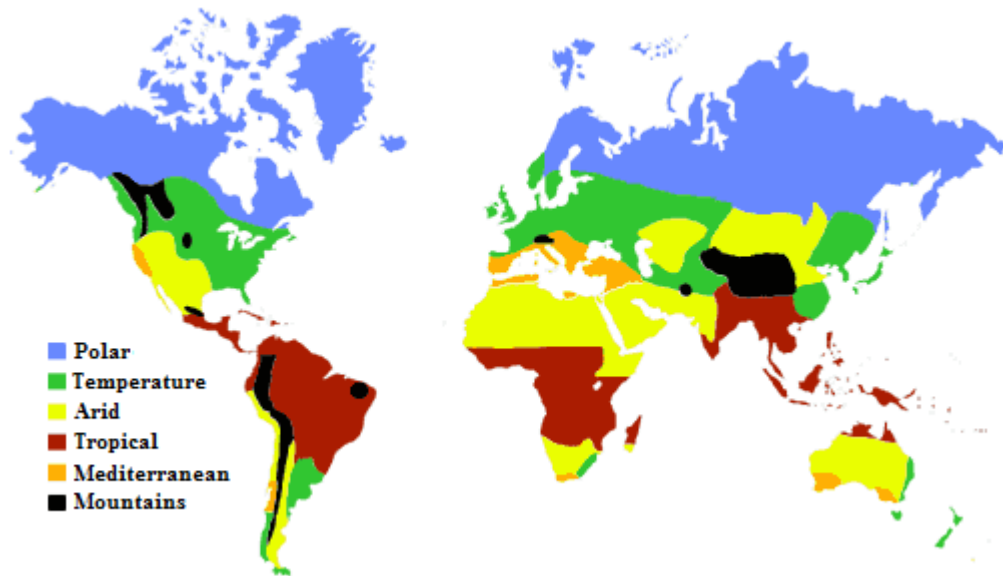 Polar
Temperature
Arid
Tropical
Mediterranean
Mountains